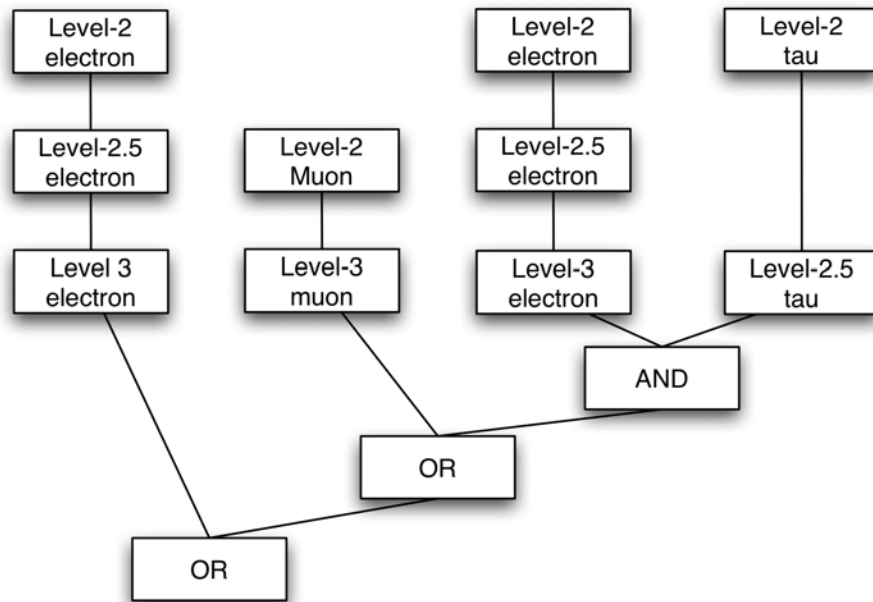 Level-2
electron
Level-2
electron
Level-2
tau
Level-2.5
electron
Level-2
Muon
Level-2.5
electron
Level 3
electron
Level-3
muon
Level-3
electron
Level-2.5
tau
AND
OR
OR